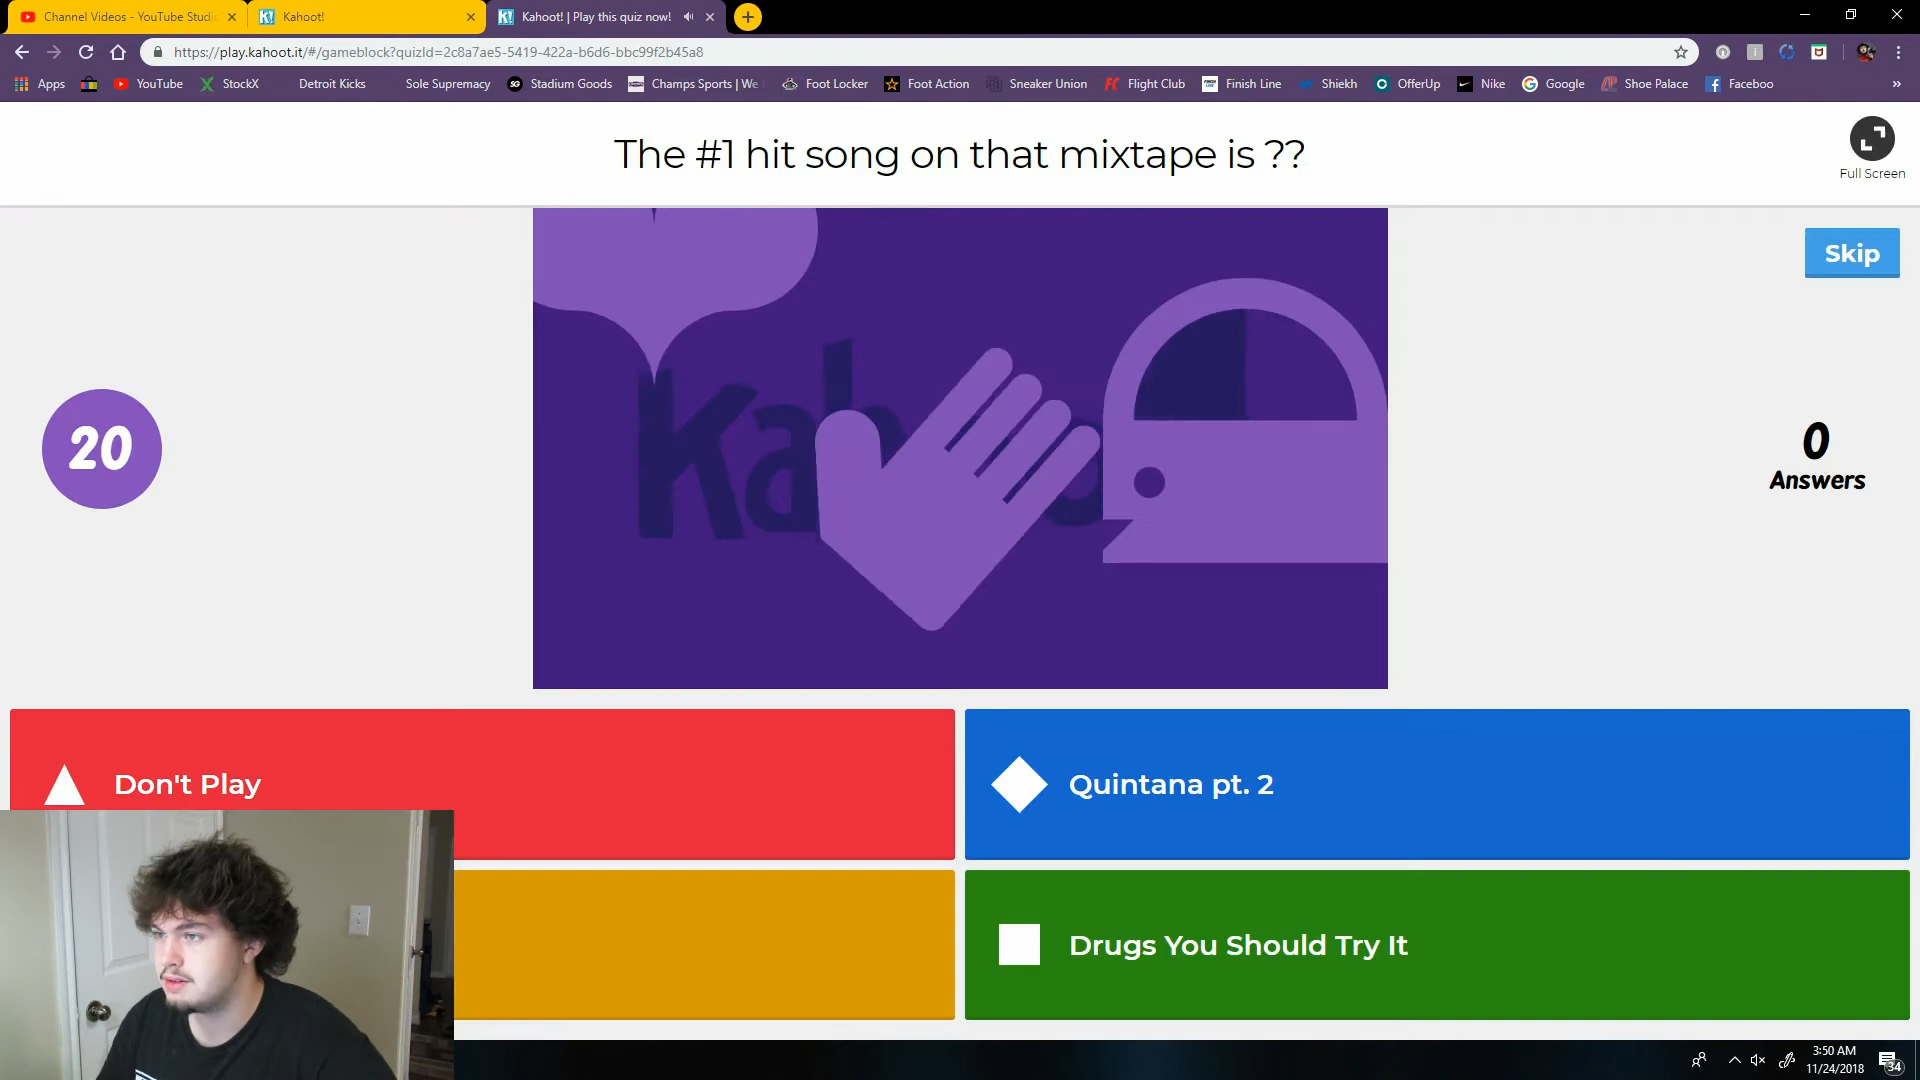 Channel Videos - YouTube Studi
Kahoot!
Kahoot! | Play this quiz now!
https://play.kahoot.it/#/gameblock?quizId=2c8a7ae5-5419-422a-b6d6-bbc99f2b45a8
Apps
YouTube
StockX
Detroit Kicks
Sole Supremacy
Stadium Goods
Champs Sports | We
Foot Locker
Foot Action
Sneaker Union
Flight Club
Finish Line
Shiekh
OfferUp
Nike
Google
Shoe Palace
Faceboo
The #1 hit song on that mixtape is ??
Full Screen
Skip
20
0
Answers
Don't Play
Quintana pt. 2
Drugs You Should Try It
3:50 AM
11/24/2018
34